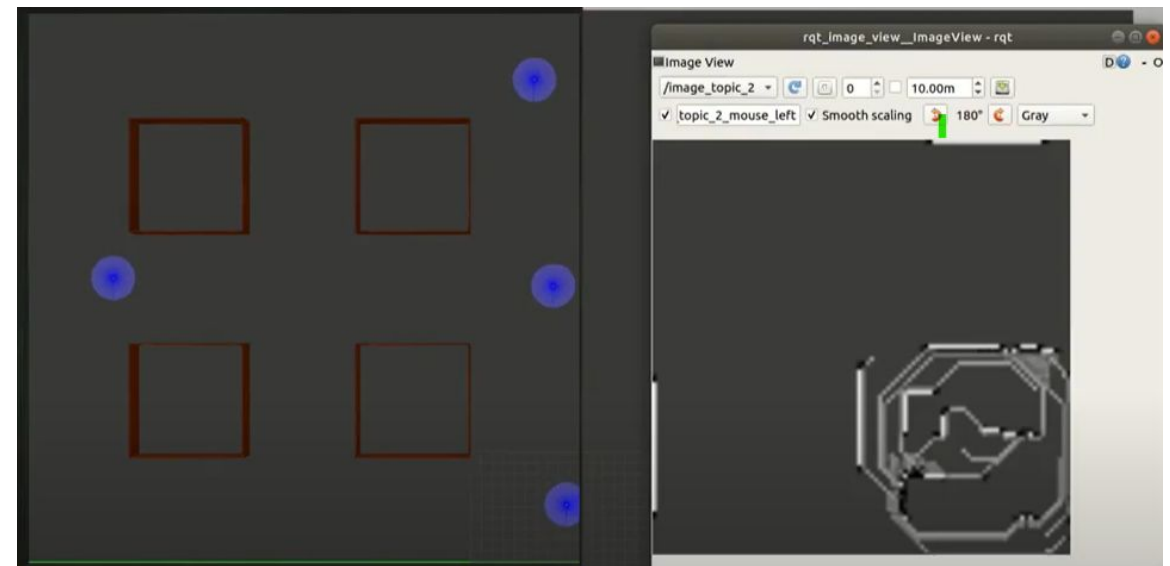 rqt_image_view__ImageView - rqt
Image View
D - O
/image_topic_2
0
10.00m
topic_2_mouse_left
Smooth scaling
180°
Gray